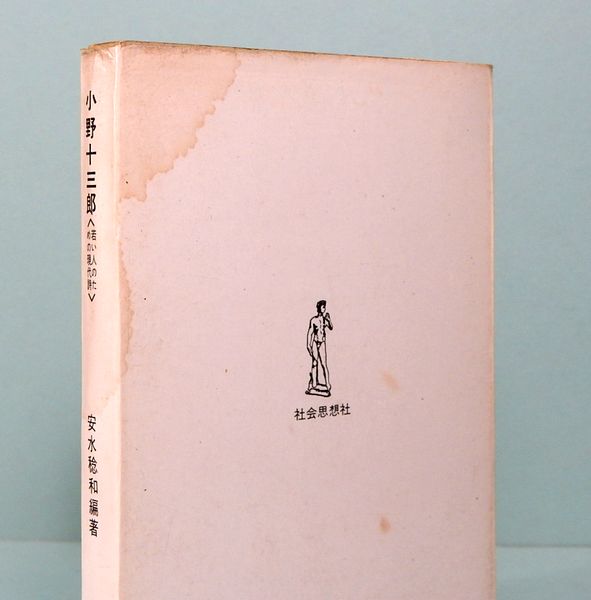 小野十三郎〈若い人のための現代詩〉
安水稔和編著
社会思想社